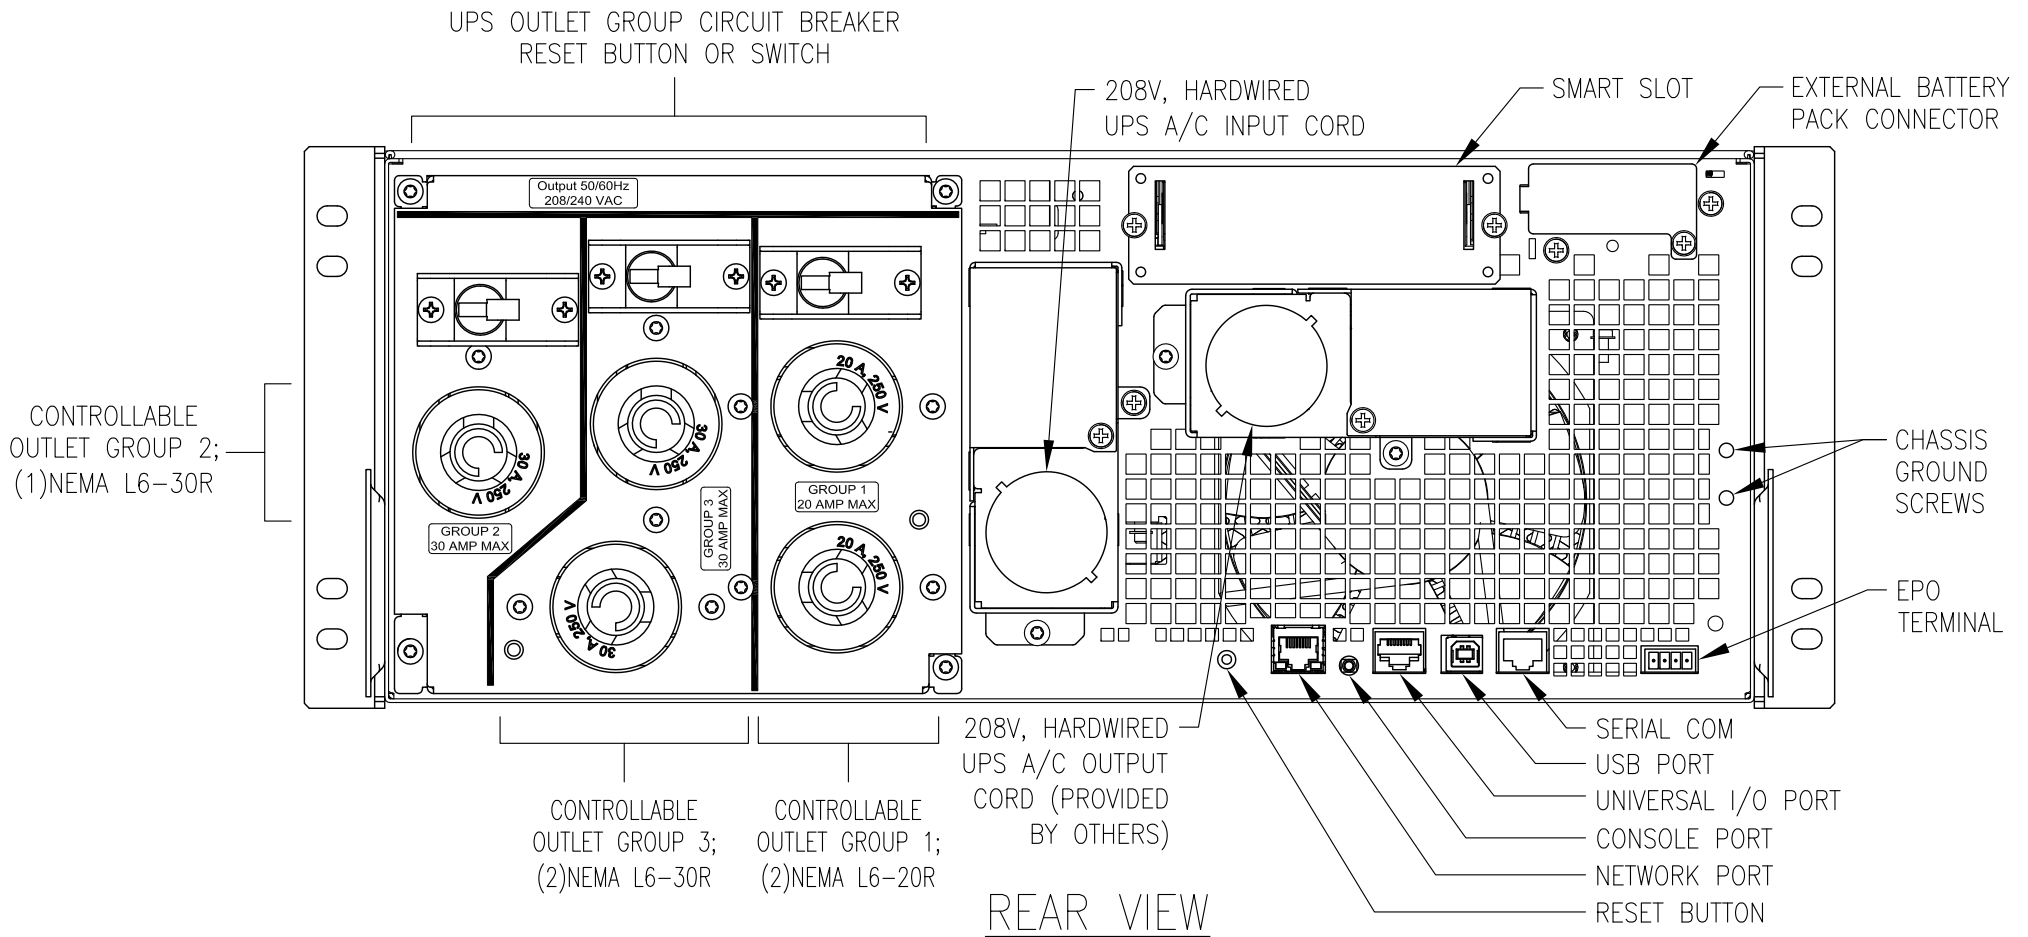 UPS OUTLET GROUP CIRCUIT BREAKER
RESET BUTTON OR SWITCH
208V, HARDWIRED
UPS A/C INPUT CORD
SMART SLOT
EXTERNAL BATTERY
PACK CONNECTOR
Output 50/60Hz
208/240 VAC
20 A, 250 V
30 A, 250 V
30 A, 250 V
GROUP 1
20 AMP MAX
GROUP 3
30 AMP MAX
GROUP 2
30 AMP MAX
20 A, 250 V
30 A, 250 V
CONTROLLABLE
OUTLET GROUP 2;
(1)NEMA L6-30R
CHASSIS
GROUND
SCREWS
EPO
TERMINAL
208V, HARDWIRED
UPS A/C OUTPUT
CORD (PROVIDED
BY OTHERS)
SERIAL COM
USB PORT
UNIVERSAL I/O PORT
CONSOLE PORT
NETWORK PORT
RESET BUTTON
CONTROLLABLE
OUTLET GROUP 3;
(2)NEMA L6-30R
CONTROLLABLE
OUTLET GROUP 1;
(2)NEMA L6-20R
REAR VIEW